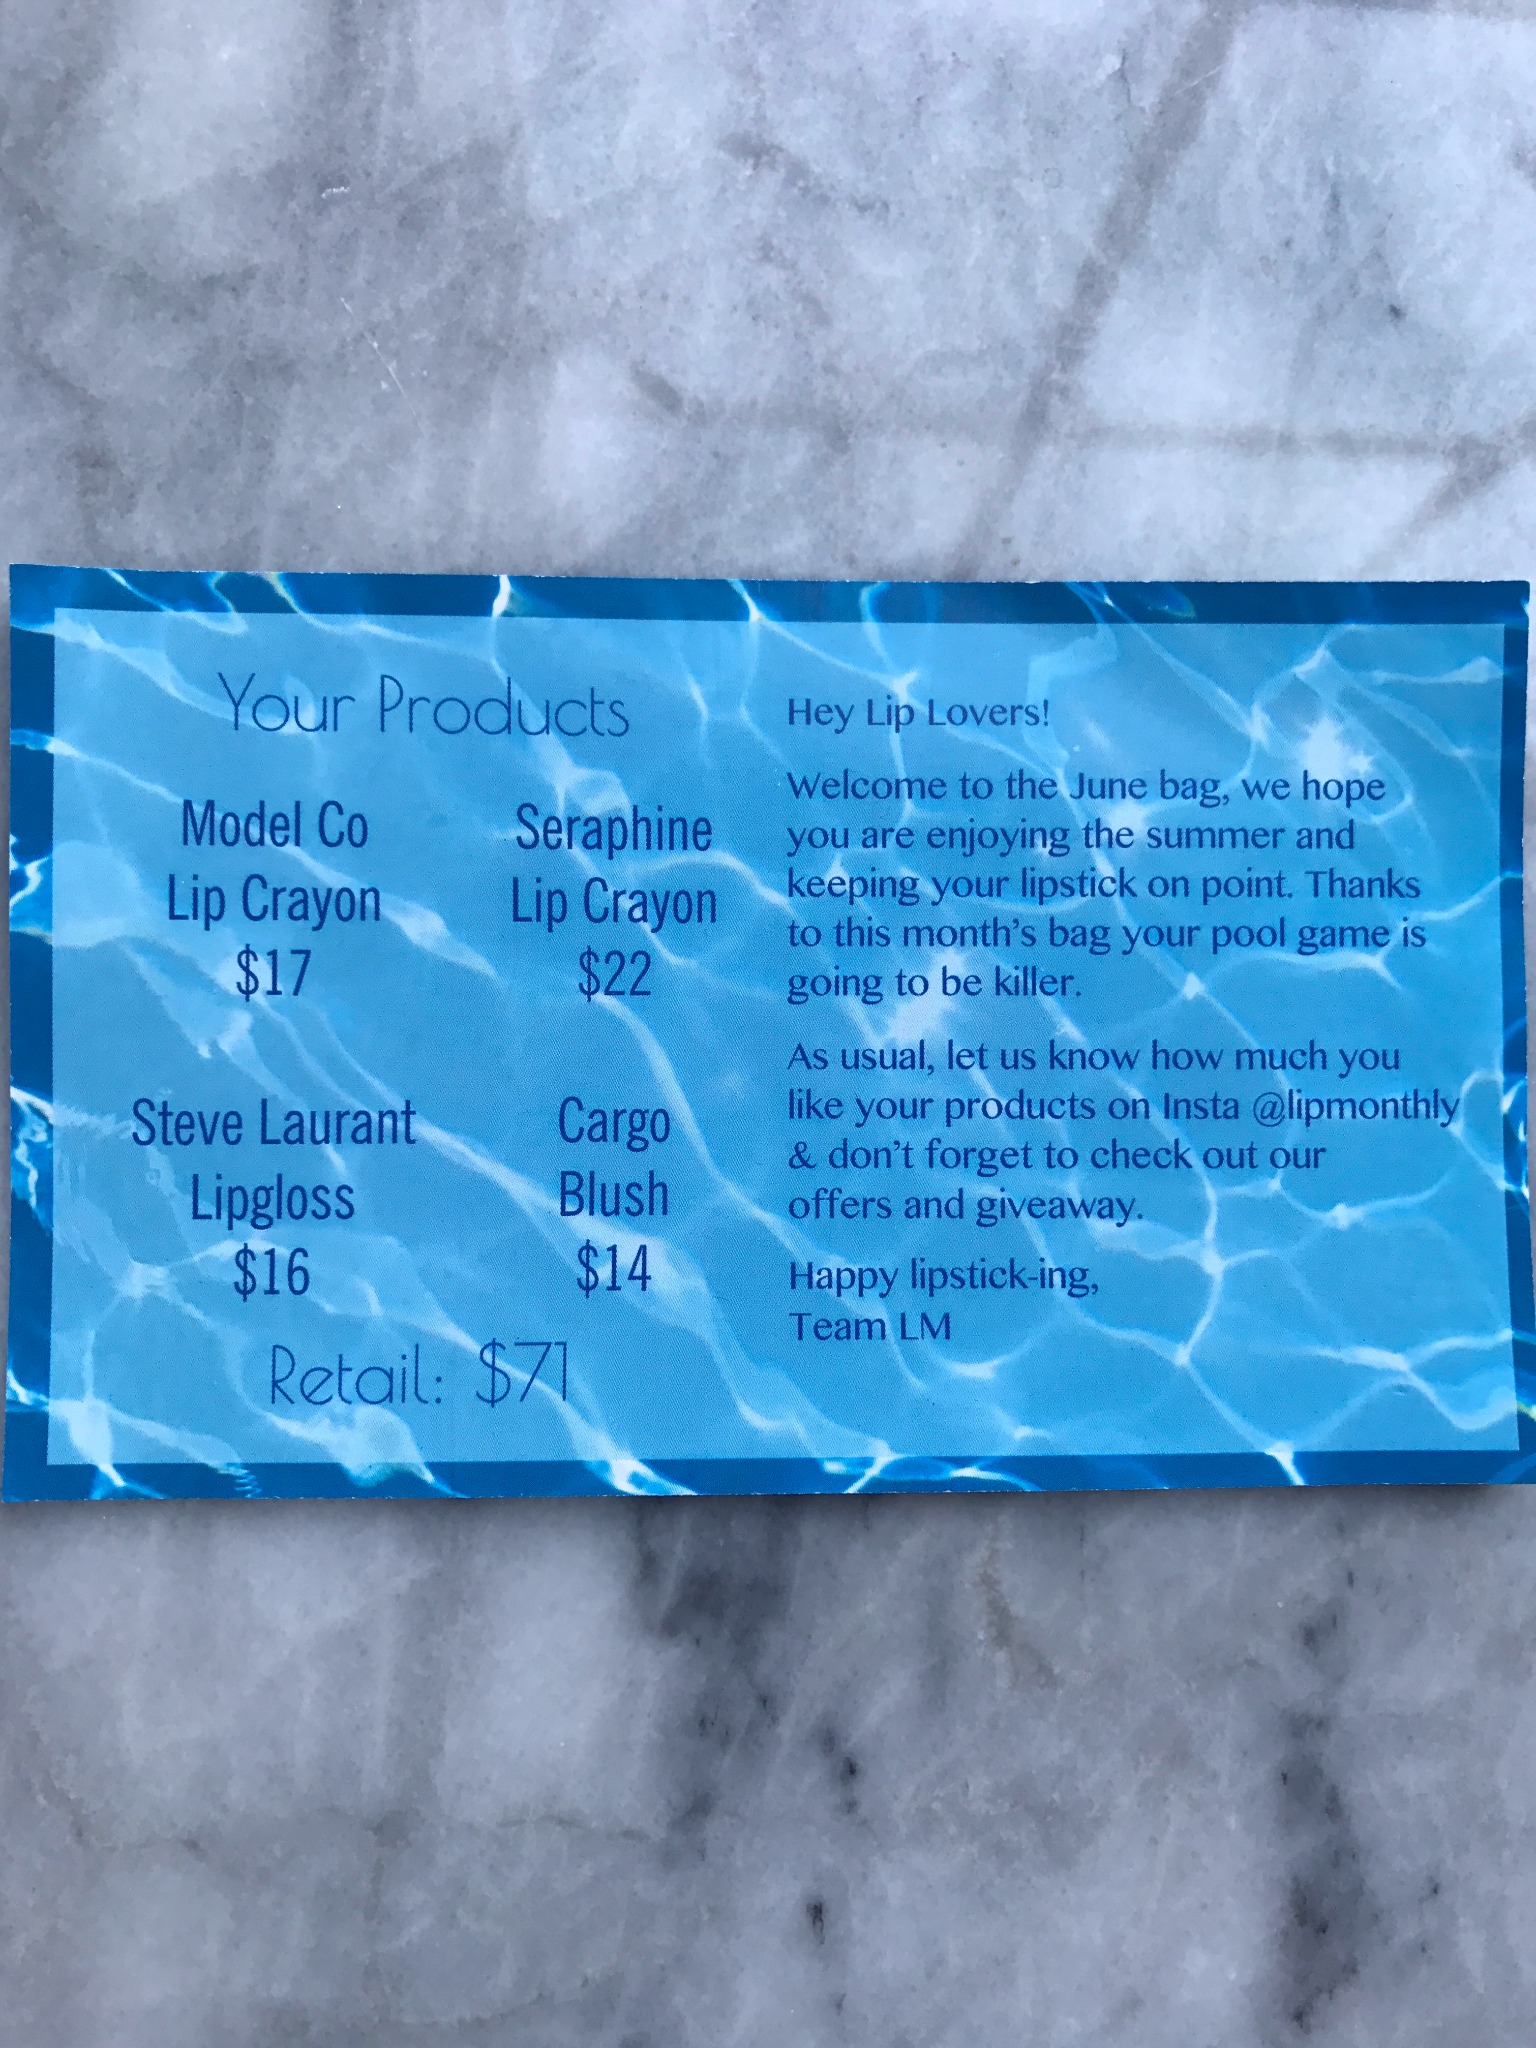 Your Products
Model Co
Lip Crayon
$17
Seraphine
Lip Crayon
$22
Steve Laurant
Lipgloss
$16
Cargo
Blush
$14
Retail: $71
Hey Lip Lovers!
Welcome to the June bag, we hope
you are enjoying the summer and
keeping your lipstick on point. Thanks
to this month's bag your pool game is
going to be killer.
As usual, let us know how much you
like your products on Insta @lipmonthly
& don't forget to check out our
offers and giveaway.
Happy lipstick-ing,
Team LM